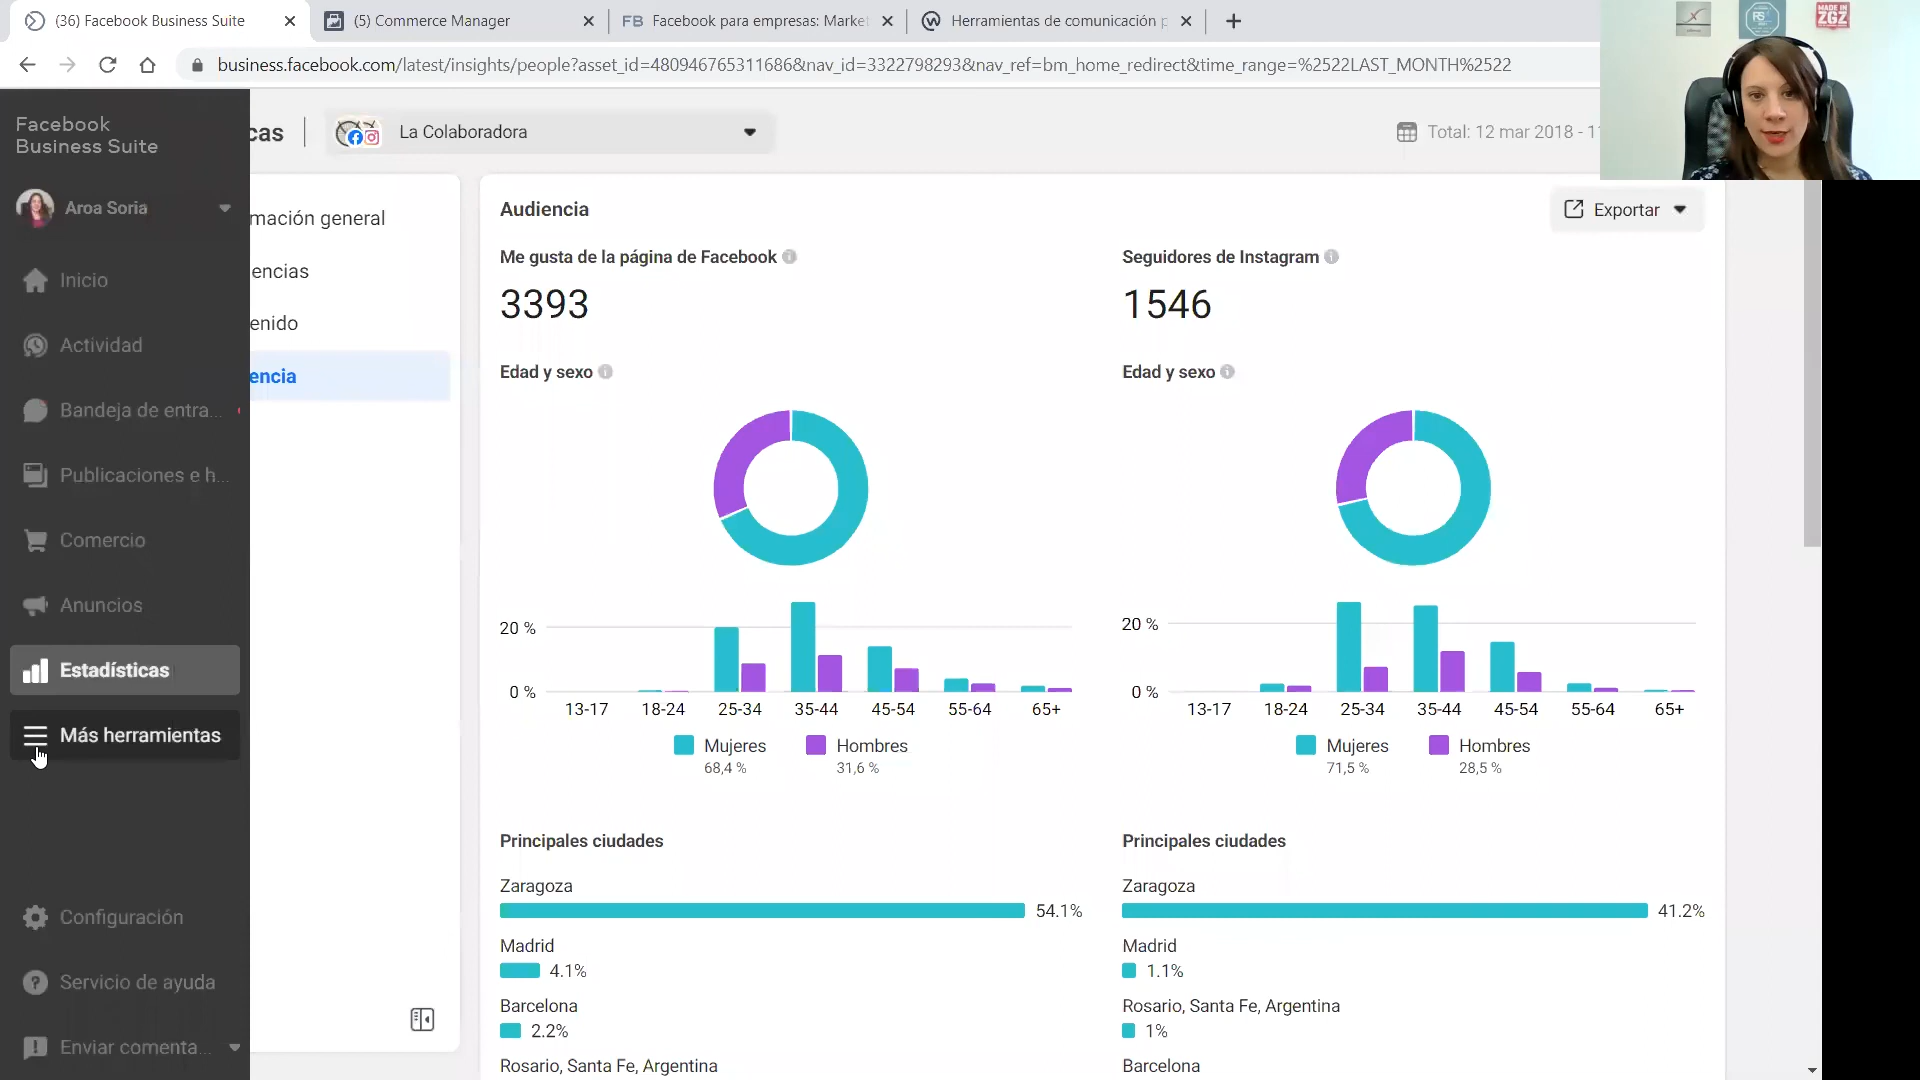 (36) Facebook Business Suite
(5) Commerce Manager
FB Facebook para empresas: Marke
Herramientas de comunicación p
business.facebook.com/latest/insights/people?asset_id=480946765311686&nav_id=3322798293&nav_ref=bm_home_redirect&time_range=%2522LAST_MONTH%2522
RS
MADE IN
ZGZ
Facebook
Business Suite
Aroa Soria
Inicio
Actividad
Bandeja de entra...
Publicaciones e h...
Comercio
Anuncios
Estadísticas
Más herramientas
Configuración
Servicio de ayuda
Enviar comenta...
cas
La Colaboradora
Total: 12 mar 2018 - 1
mación general
encias
enido
encia
Audiencia
Exportar
Me gusta de la página de Facebook
3393
Edad y sexo
20 %
0 %
13-17 18-24 25-34 35-44 45-54 55-64 65+
Mujeres
68,4 %
Hombres
31,6 %
Principales ciudades
Zaragoza
54.1%
Madrid
4.1%
Barcelona
2.2%
Rosario, Santa Fe, Argentina
Seguidores de Instagram
1546
Edad y sexo
20 %
0 %
13-17 18-24 25-34 35-44 45-54 55-64 65+
Mujeres
71,5 %
Hombres
28,5 %
Principales ciudades
Zaragoza
41.2%
Madrid
1.1%
Rosario, Santa Fe, Argentina
1%
Barcelona